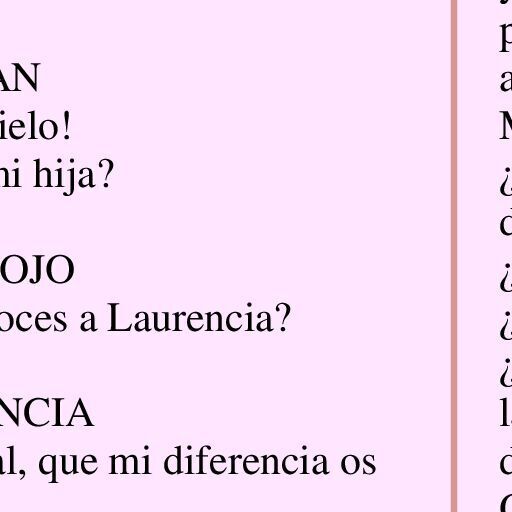 AN
ielo!
ni hija?
OJO
oces a Laurencia?
NCIA
al, que mi diferencia os